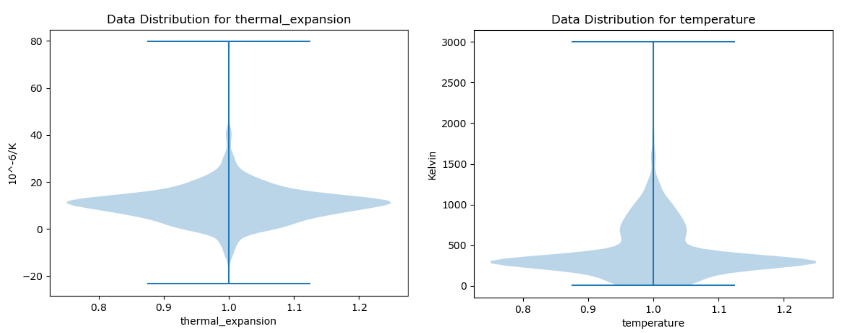 Data Distribution for thermal_expansion
80
60
40
20
0
−20
10^-6/K
0.8 0.9 1.0 1.1 1.2
thermal_expansion
Data Distribution for temperature
3000
2500
2000
1500
1000
500
0
Kelvin
0.8 0.9 1.0 1.1 1.2
temperature